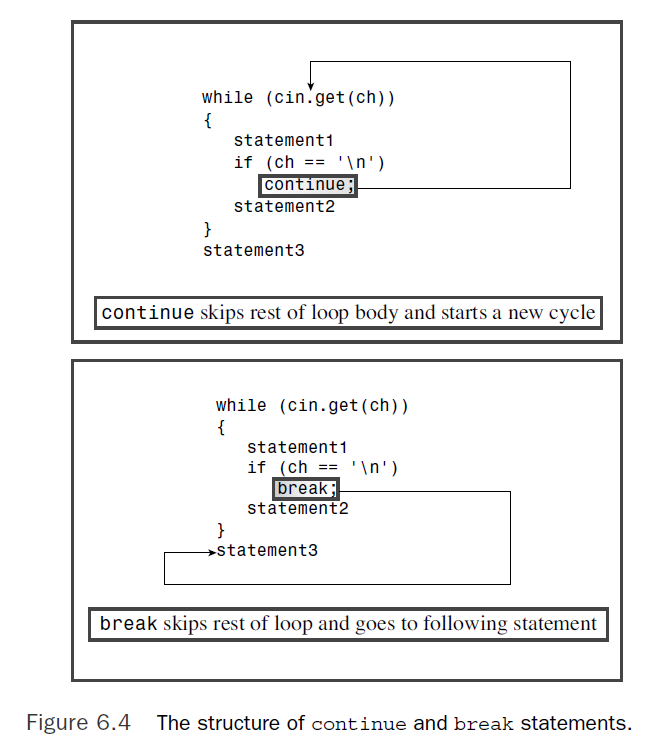 while (cin.get(ch))
{
statement1
if (ch == '\n')
continue;
statement2
}
statement3
continue skips rest of loop body and starts a new cycle
while (cin.get(ch))
{
statement1
if (ch == '\n')
break;
statement2
}
statement3
break skips rest of loop and goes to following statement
Figure 6.4 The structure of continue and break statements.